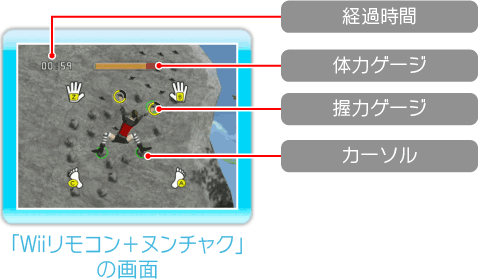 経過時間
体力ゲージ
握力ゲージ
カーソル
00:59
Z
B
C
A
「Wiiリモコン+ヌンチャク」
の画面